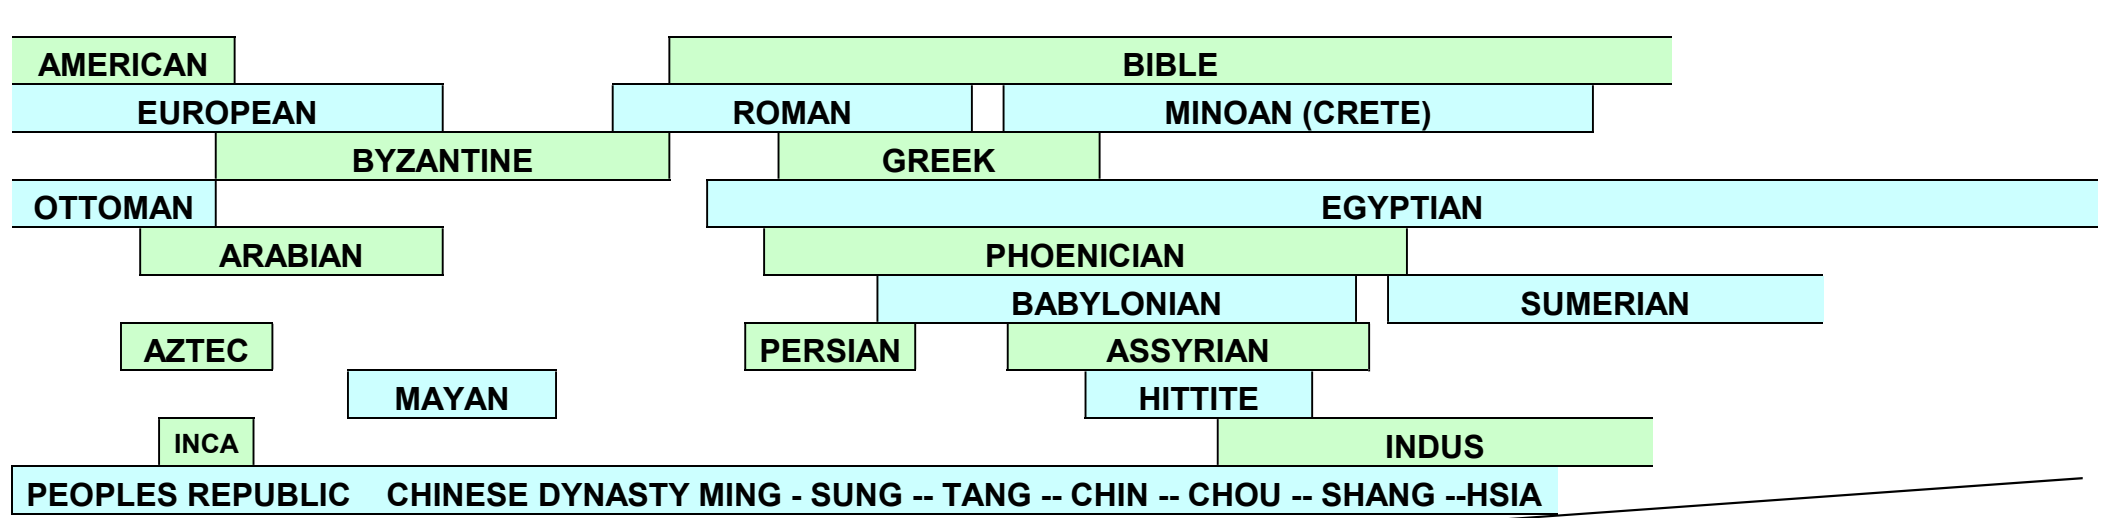 AMERICAN BIBLE
EUROPEAN ROMAN MINOAN (CRETE)
BYZANTINE GREEK
OTTOMAN EGYPTIAN
ARABIAN PHOENICIAN
BABYLONIAN SUMERIAN
AZTEC PERSIAN ASSYRIAN
MAYAN HITTITE
INCA INDUS
PEOPLES REPUBLIC CHINESE DYNASTY MING - SUNG -- TANG -- CHIN -- CHOU -- SHANG --HSIA